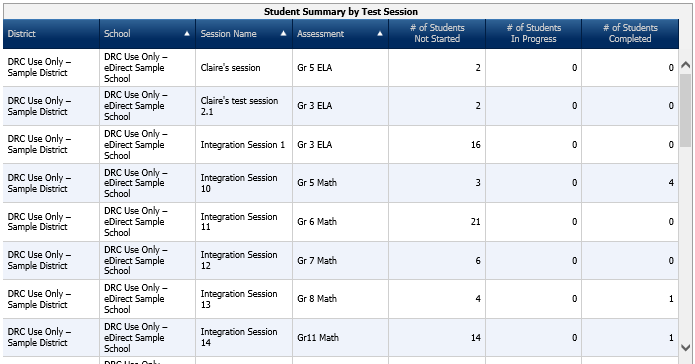 Student Summary by Test Session
District School Session Name Assessment # of Students Not Started # of Students In Progress # of Students Completed
DRC Use Only – Sample District DRC Use Only – eDirect Sample School Claire's session Gr 5 ELA 2 0 0
DRC Use Only – Sample District DRC Use Only – eDirect Sample School Claire's test session 2.1 Gr 3 ELA 2 0 0
DRC Use Only – Sample District DRC Use Only – eDirect Sample School Integration Session 1 Gr 3 ELA 16 0 0
DRC Use Only – Sample District DRC Use Only – eDirect Sample School Integration Session 10 Gr 5 Math 3 0 4
DRC Use Only – Sample District DRC Use Only – eDirect Sample School Integration Session 11 Gr 6 Math 21 0 0
DRC Use Only – Sample District DRC Use Only – eDirect Sample School Integration Session 12 Gr 7 Math 6 0 0
DRC Use Only – Sample District DRC Use Only – eDirect Sample School Integration Session 13 Gr 8 Math 4 0 1
DRC Use Only – Sample District DRC Use Only – eDirect Sample School Integration Session 14 Gr11 Math 14 0 1